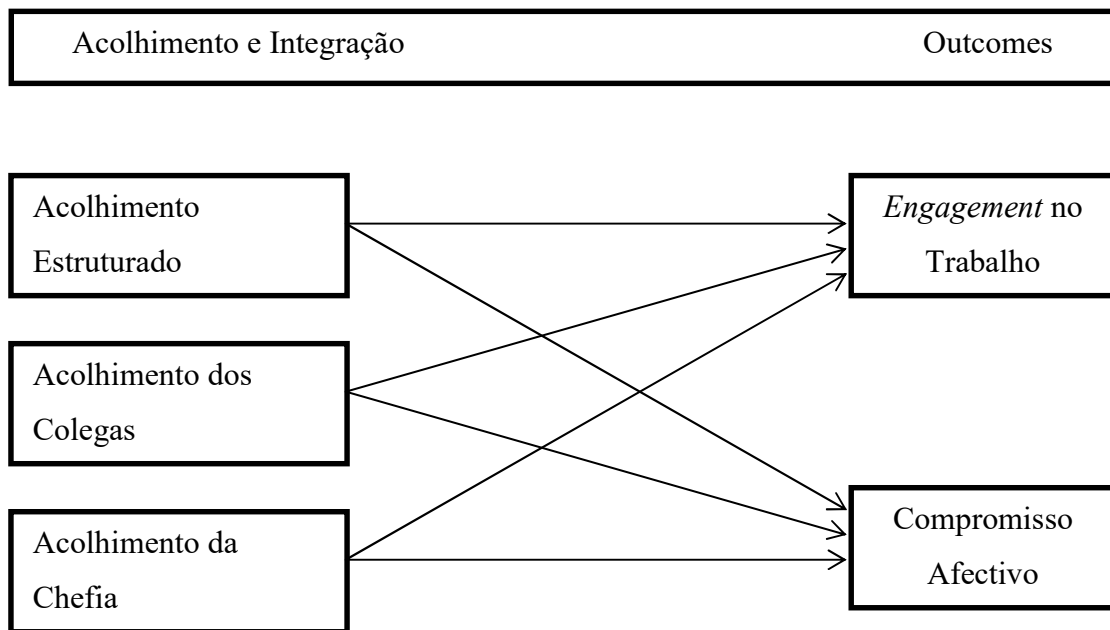 Acolhimento e Integração Outcomes
Acolhimento
Estruturado
Engagement no
Trabalho
Acolhimento dos
Colegas
Acolhimento da
Chefia
Compromisso
Afectivo